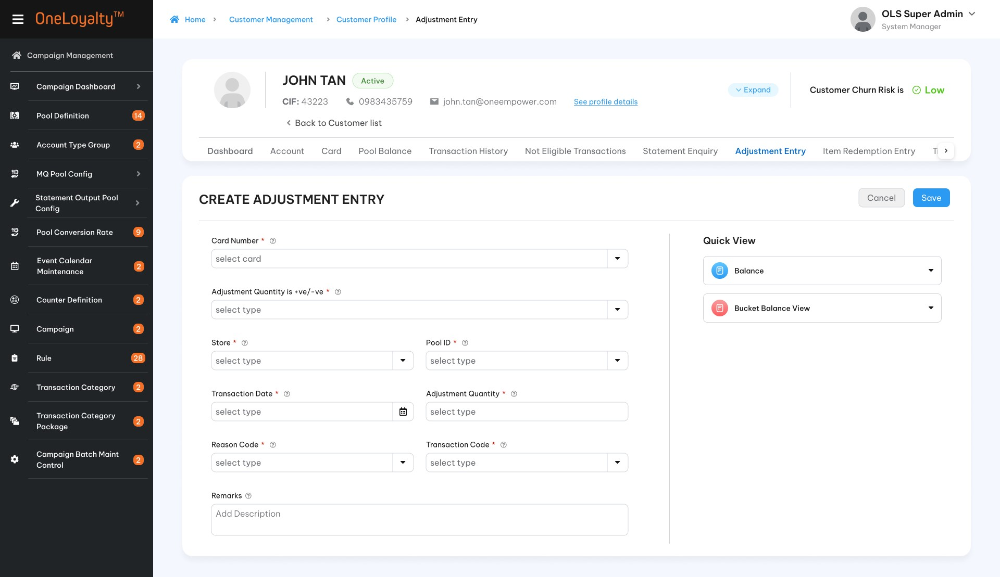 OneLoyalty™
Home
Customer Management
Customer Profile
Adjustment Entry
OLS Super Admin
System Manager
Campaign Management
Campaign Dashboard
Pool Definition 14
Account Type Group 2
MQ Pool Config
Statement Output Pool
Config
Pool Conversion Rate 9
Event Calendar
Maintenance 2
Counter Definition 2
Campaign 2
Rule 28
Transaction Category 2
Transaction Category
Package 2
Campaign Batch Maint
Control 2
JOHN TAN Active
CIF: 43223 0983435759 john.tan@oneempower.com See profile details
Back to Customer list
Expand
Customer Churn Risk is Low
Dashboard Account Card Pool Balance Transaction History Not Eligible Transactions Statement Enquiry Adjustment Entry Item Redemption Entry
CREATE ADJUSTMENT ENTRY
Cancel Save
Card Number *
select card
Adjustment Quantity is +ve/-ve *
select type
Store * Pool ID *
select type select type
Transaction Date * Adjustment Quantity *
select type select type
Reason Code * Transaction Code *
select type select type
Remarks
Add Description
Quick View
Balance
Bucket Balance View